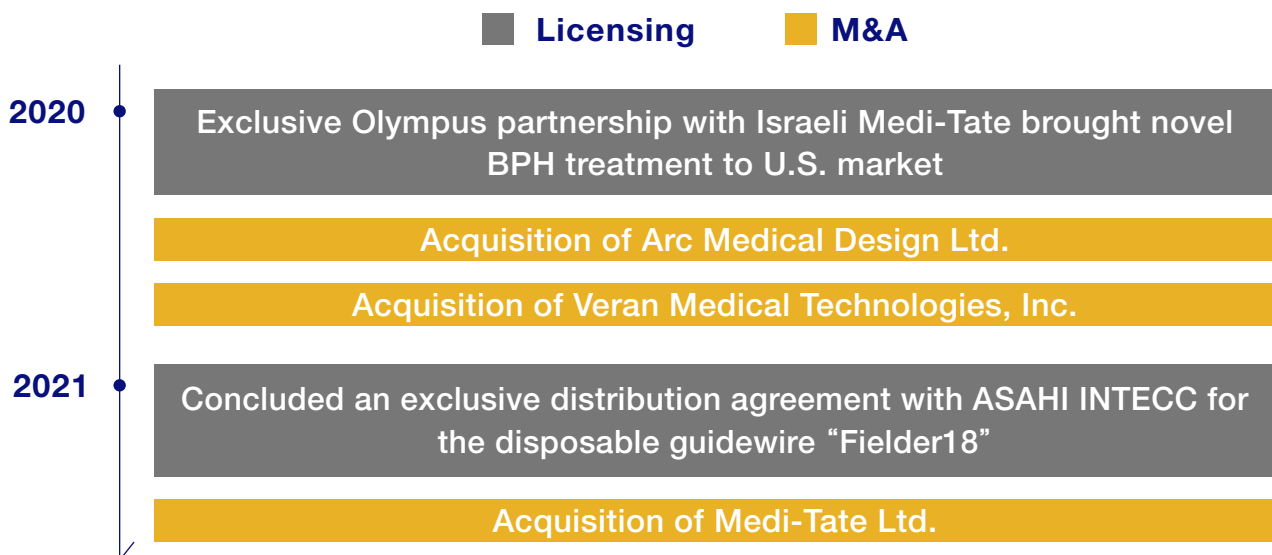 Licensing M&A
2020
Exclusive Olympus partnership with Israeli Medi-Tate brought novel
BPH treatment to U.S. market
Acquisition of Arc Medical Design Ltd.
Acquisition of Veran Medical Technologies, Inc.
2021
Concluded an exclusive distribution agreement with ASAHI INTECC for
the disposable guidewire “Fielder18”
Acquisition of Medi-Tate Ltd.